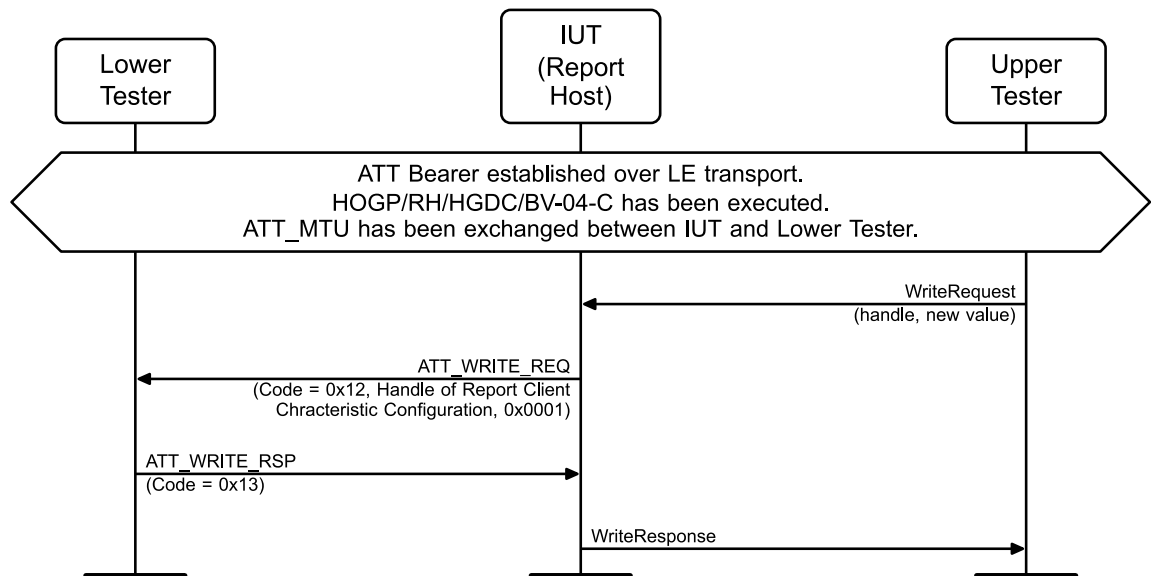 Lower
Tester
IUT
(Report
Host)
Upper
Tester
ATT Bearer established over LE transport.
HOGP/RH/HGDC/BV-04-C has been executed.
ATT_MTU has been exchanged between IUT and Lower Tester.
WriteRequest
(handle, new value)
ATT_WRITE_REQ
(Code = 0x12, Handle of Report Client
Chracteristic Configuration, 0x0001)
ATT_WRITE_RSP
(Code = 0x13)
WriteResponse